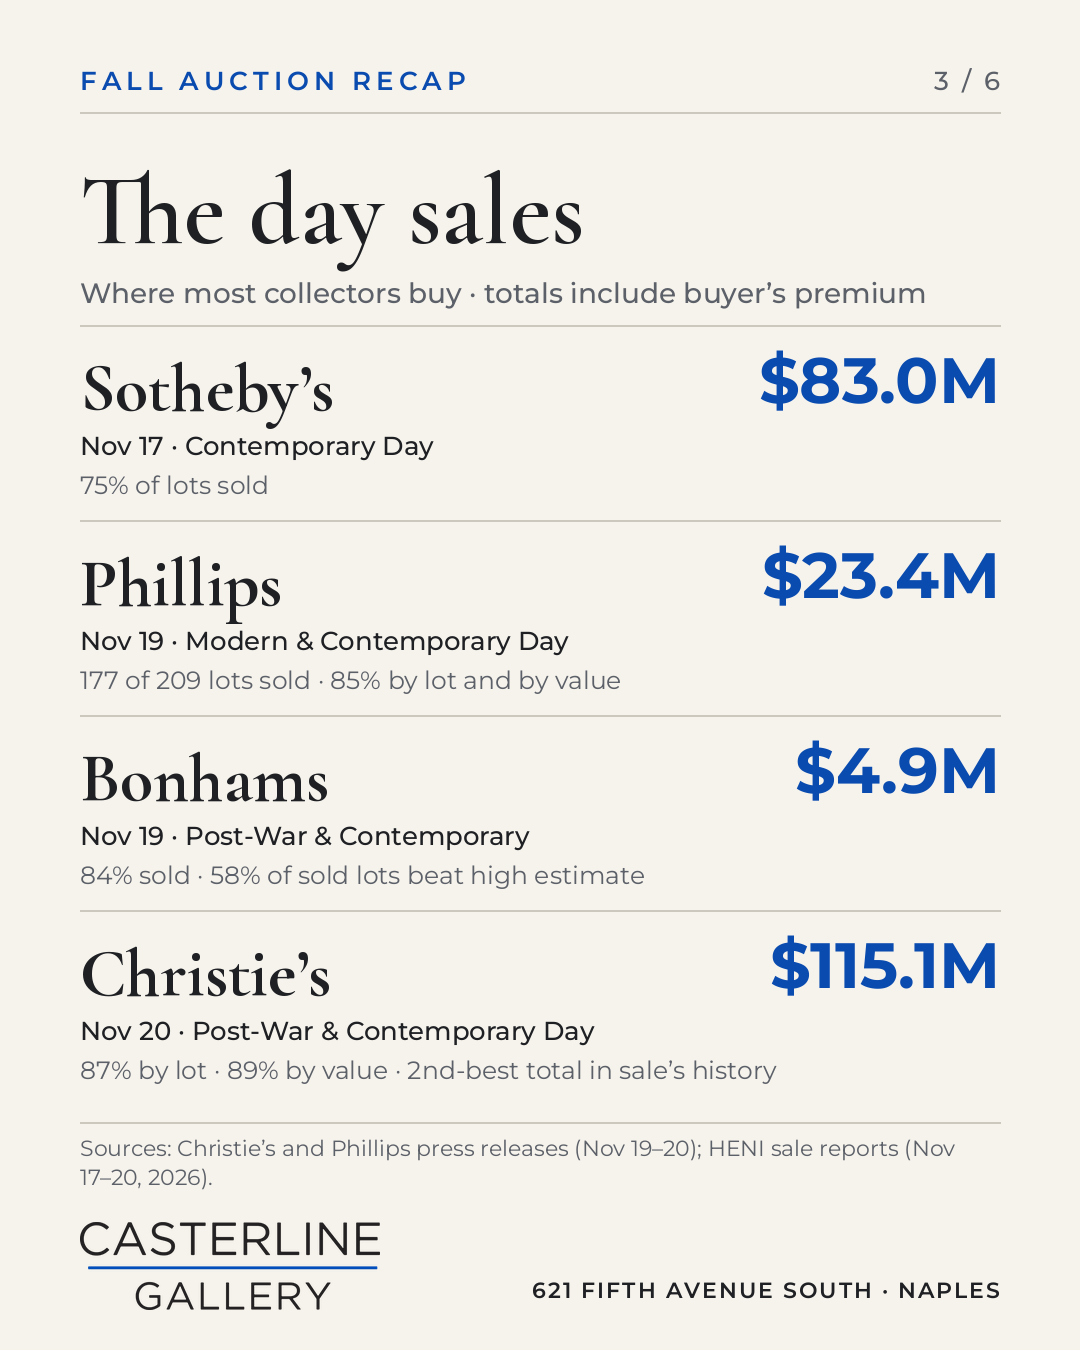 FALL AUCTION RECAP
3 / 6
The day sales
Where most collectors buy · totals include buyer’s premium
Sotheby’s
$83.0M
Nov 17 · Contemporary Day
75% of lots sold
Phillips
$23.4M
Nov 19 · Modern & Contemporary Day
177 of 209 lots sold · 85% by lot and by value
Bonhams
$4.9M
Nov 19 · Post-War & Contemporary
84% sold · 58% of sold lots beat high estimate
Christie’s
$115.1M
Nov 20 · Post-War & Contemporary Day
87% by lot · 89% by value · 2nd-best total in sale’s history
Sources: Christie’s and Phillips press releases (Nov 19–20); HENI sale reports (Nov
17–20, 2026).
CASTERLINE
GALLERY
621 FIFTH AVENUE SOUTH · NAPLES